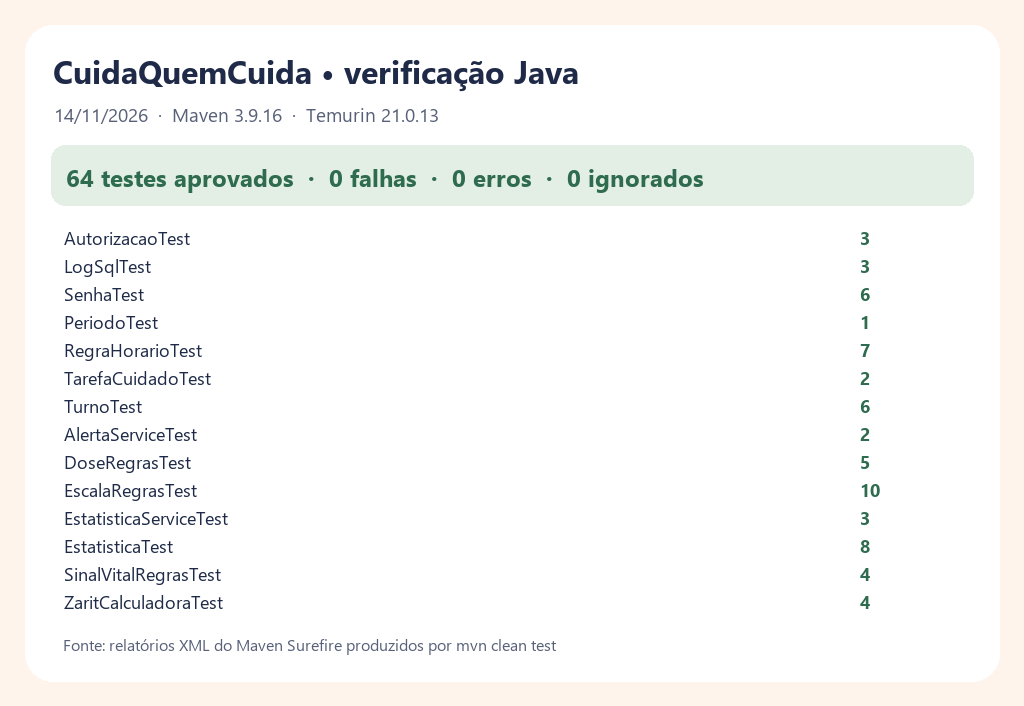 CuidaQuemCuida • verificação Java
14/11/2026 · Maven 3.9.16 · Temurin 21.0.13
64 testes aprovados · 0 falhas · 0 erros · 0 ignorados
AutorizacaoTest 3
LogSqlTest 3
SenhaTest 6
PeriodoTest 1
RegraHorarioTest 7
TarefaCuidadoTest 2
TurnoTest 6
AlertaServiceTest 2
DoseRegrasTest 5
EscalaRegrasTest 10
EstatisticaServiceTest 3
EstatisticaTest 8
SinalVitalRegrasTest 4
ZaritCalculadoraTest 4
Fonte: relatórios XML do Maven Surefire produzidos por mvn clean test